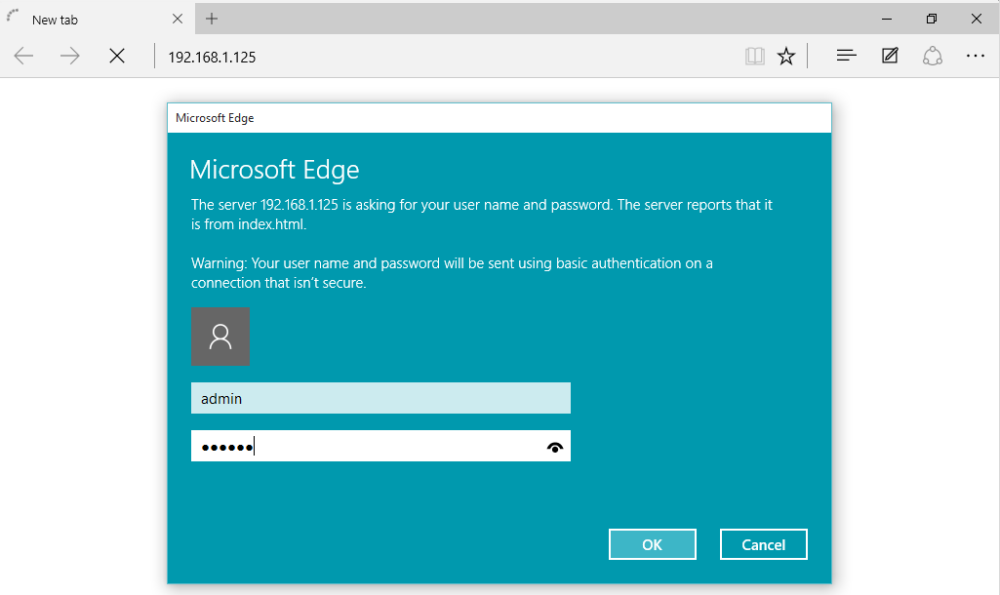 New tab
192.168.1.125
Microsoft Edge
Microsoft Edge
The server 192.168.1.125 is asking for your user name and password. The server reports that it
is from index.html.
Warning: Your user name and password will be sent using basic authentication on a
connection that isn't secure.
admin
••••••
OK
Cancel